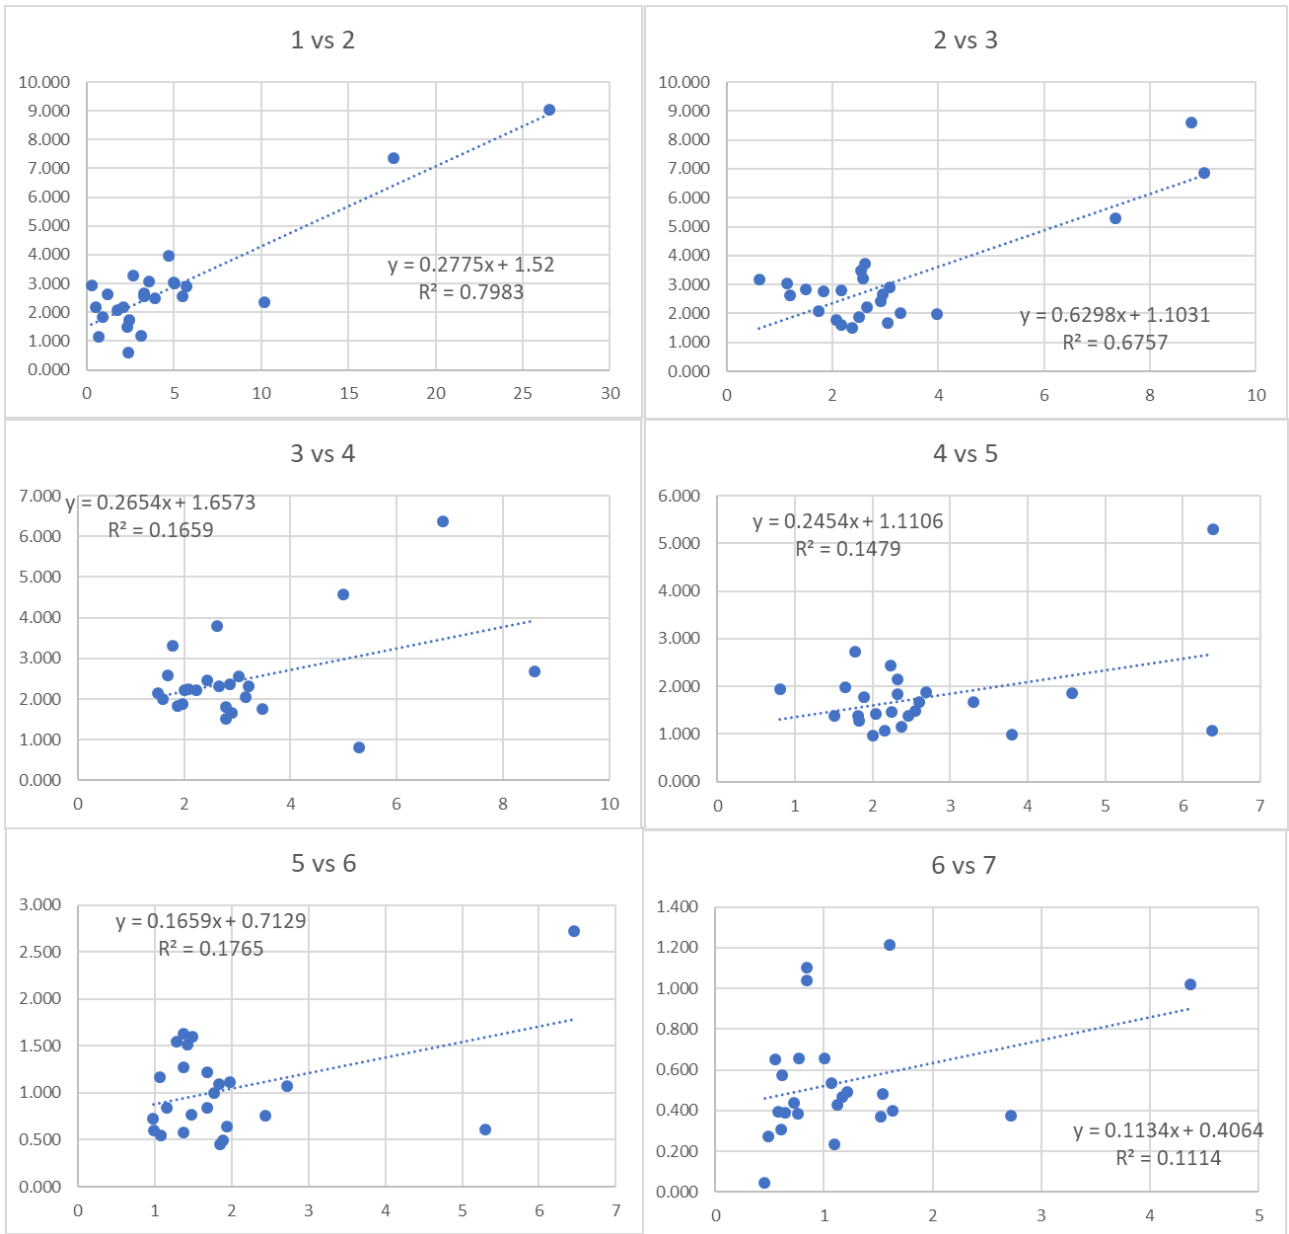 1 vs 2
10.000
9.000
8.000
7.000
6.000
5.000
4.000
3.000
2.000
1.000
0.000
y = 0.2775x + 1.52
R² = 0.7983
0 5 10 15 20 25 30
2 vs 3
10.000
9.000
8.000
7.000
6.000
5.000
4.000
3.000
2.000
1.000
0.000
y = 0.6298x + 1.1031
R² = 0.6757
0 2 4 6 8 10
3 vs 4
7.000
y = 0.2654x + 1.6573
R² = 0.1659
6.000
5.000
4.000
3.000
2.000
1.000
0.000
0 2 4 6 8 10
4 vs 5
6.000
y = 0.2454x + 1.1106
R² = 0.1479
5.000
4.000
3.000
2.000
1.000
0.000
0 1 2 3 4 5 6 7
5 vs 6
3.000
y = 0.1659x + 0.7129
R² = 0.1765
2.500
2.000
1.500
1.000
0.500
0.000
0 1 2 3 4 5 6 7
6 vs 7
1.400
1.200
1.000
0.800
0.600
0.400
0.200
0.000
y = 0.1134x + 0.4064
R² = 0.1114
0 1 2 3 4 5